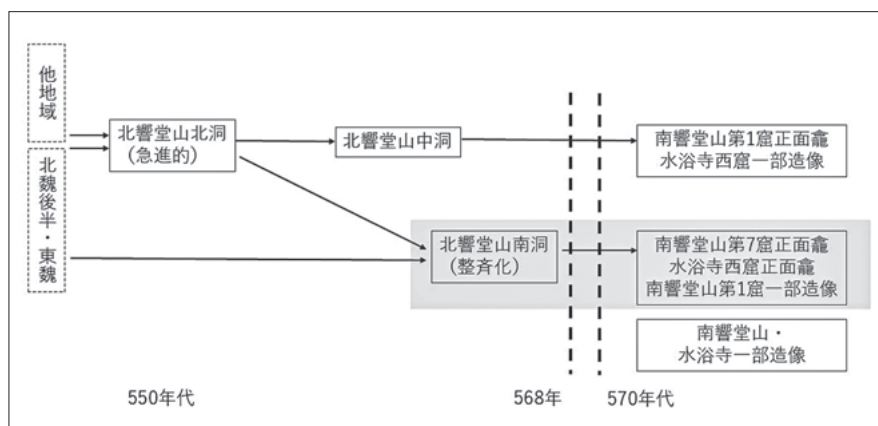 他地域
北魏後半・東魏
北響堂山北洞
(急進的)
北響堂山中洞
南響堂山第1窟正面龕
水浴寺西窟一部造像
北響堂山南洞
(整斉化)
南響堂山第7窟正面龕
水浴寺西窟正面龕
南響堂山第1窟一部造像
南響堂山・
水浴寺一部造像
550年代
568年
570年代